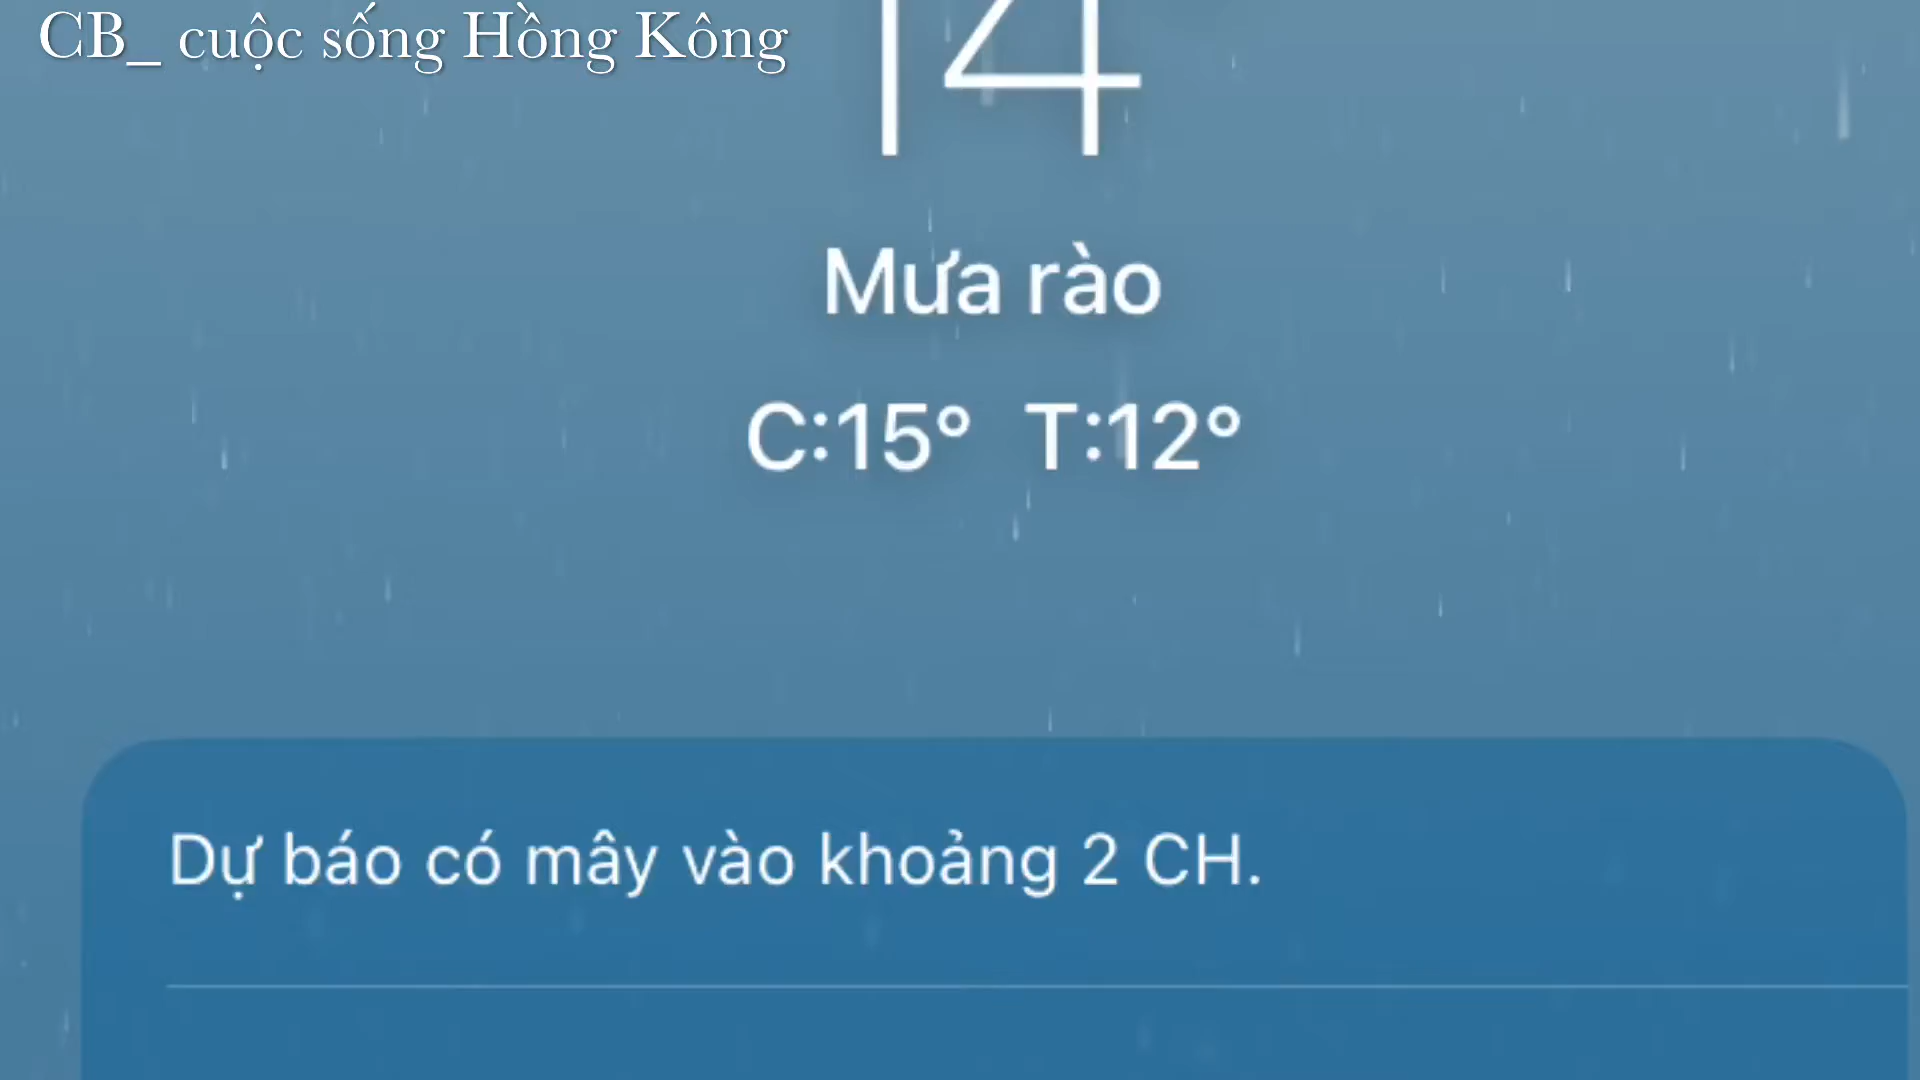 CB_ cuộc sống Hồng Kông
14
Mưa rào
C:15° T:12°
Dự báo có mây vào khoảng 2 CH.